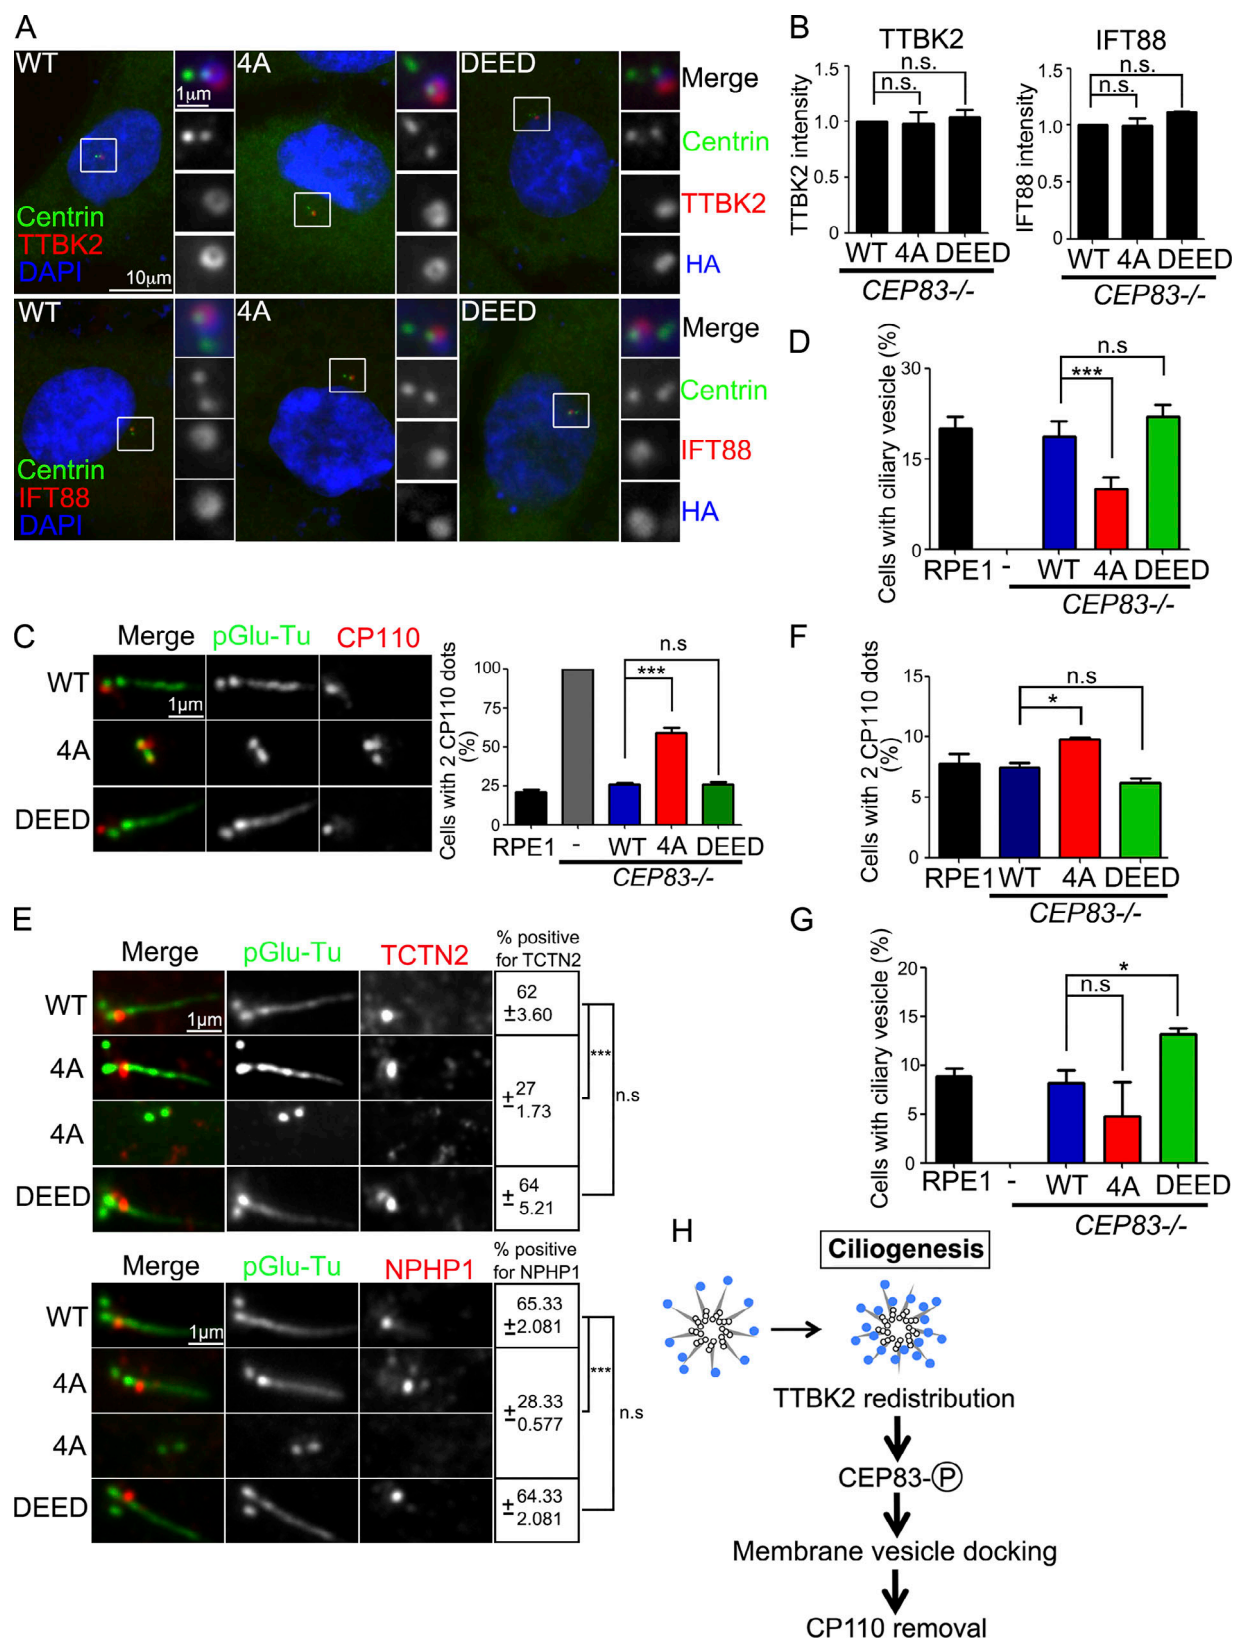 A
WT
4A
DEED
Merge
1μm
Centrin
TTBK2
HA
Centrin
TTBK2
DAPI
10μm
WT
4A
DEED
Merge
Centrin
IFT88
HA
Centrin
IFT88
DAPI
B
TTBK2
TTBK2 intensity
1.5
1.0
0.5
0
n.s.
n.s.
WT 4A DEED
CEP83-/-
IFT88
IFT88 intensity
1.5
1.0
0.5
0
n.s.
n.s.
WT 4A DEED
CEP83-/-
D
Cells with ciliary vesicle (%)
30
15
0
n.s
***
RPE1 - WT 4A DEED
CEP83-/-
C
Merge pGlu-Tu CP110
WT
1μm
4A
DEED
Cells with 2 CP110 dots
(%)
100
75
50
25
0
n.s
***
RPE1 - WT 4A DEED
CEP83-/-
F
Cells with 2 CP110 dots
(%)
15
10
5
0
n.s
*
RPE1 WT 4A DEED
CEP83-/-
E
Merge pGlu-Tu TCTN2
% positive
for TCTN2
WT
1μm
62
±3.60
4A
27
±1.73
4A
DEED
64
±5.21
***
n.s
Merge pGlu-Tu NPHP1
% positive
for NPHP1
WT
1μm
65.33
±2.081
4A
28.33
±0.577
4A
DEED
64.33
±2.081
***
n.s
G
Cells with ciliary vesicle (%)
20
15
10
5
0
*
n.s
RPE1 - WT 4A DEED
CEP83-/-
H
Ciliogenesis
TTBK2 redistribution
CEP83-Ⓟ
Membrane vesicle docking
CP110 removal